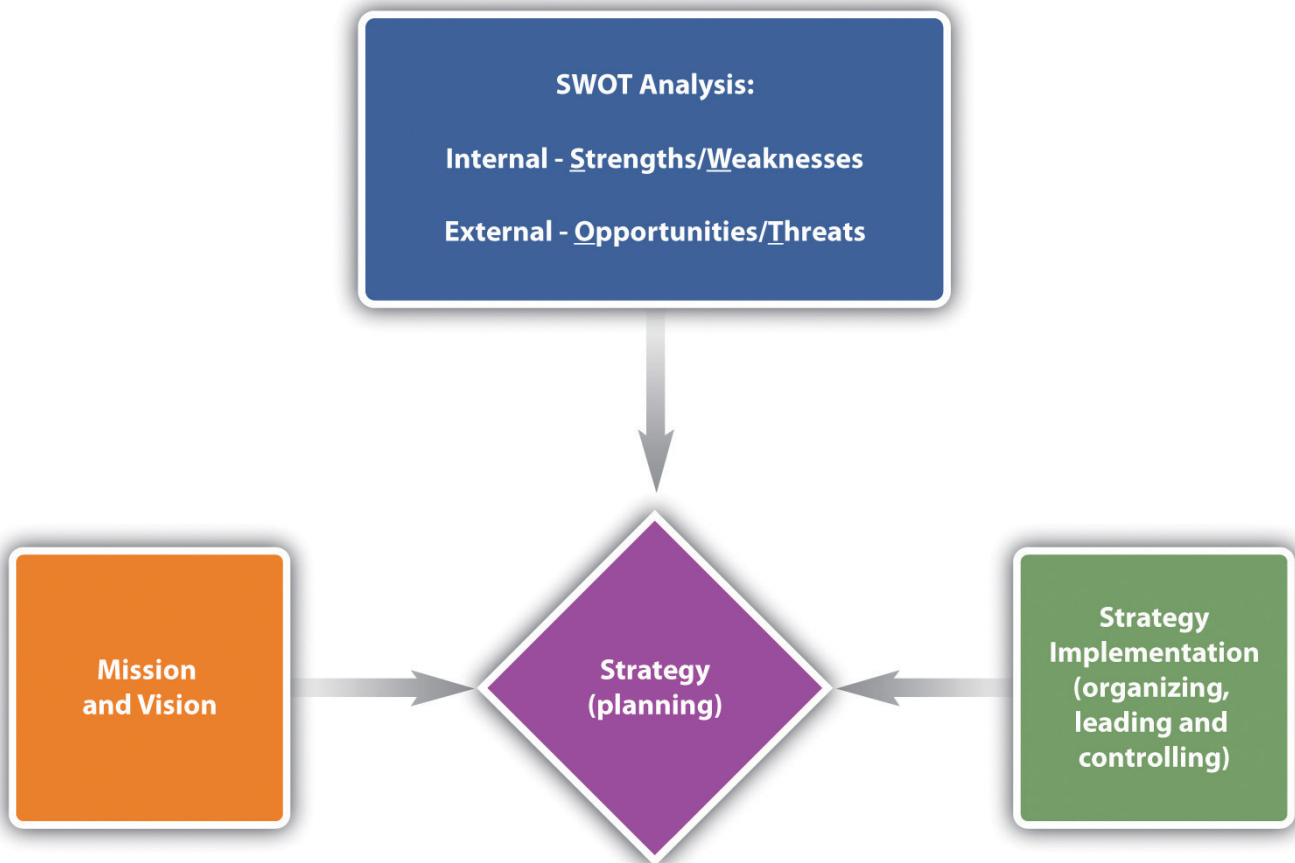 SWOT Analysis:
Internal - Strengths/Weaknesses
External - Opportunities/Threats
Mission
and Vision
Strategy
(planning)
Strategy
Implementation
(organizing,
leading and
controlling)